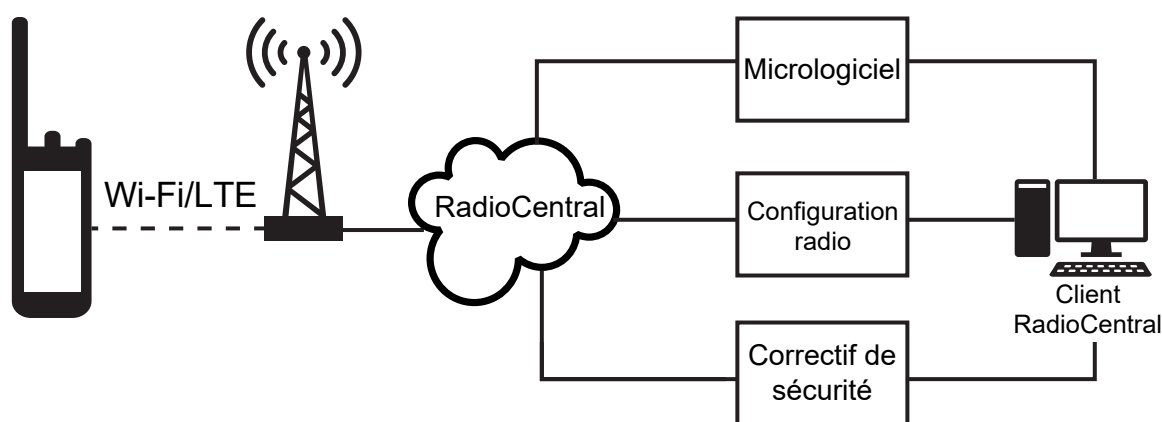 Wi-Fi/LTE
RadioCentral
Micrologiciel
Configuration
radio
Correctif de
sécurité
Client
RadioCentral